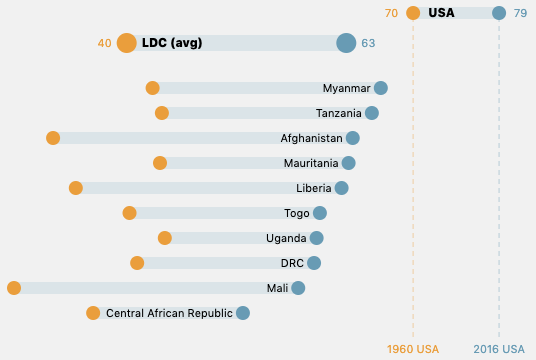 70 USA 79
40 LDC (avg) 63
Myanmar
Tanzania
Afghanistan
Mauritania
Liberia
Togo
Uganda
DRC
Mali
Central African Republic
1960 USA 2016 USA